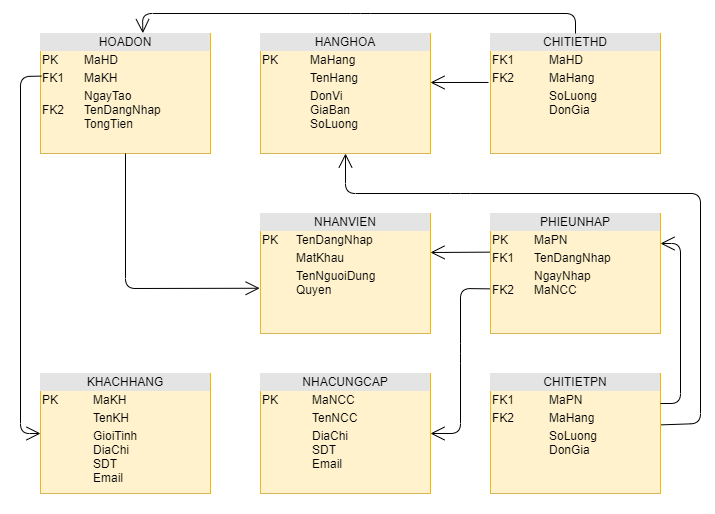 HOADON
PK MaHD
FK1 MaKH
NgayTao
FK2 TenDangNhap
TongTien
HANGHOA
PK MaHang
TenHang
DonVi
GiaBan
SoLuong
CHITIETHD
FK1 MaHD
FK2 MaHang
SoLuong
DonGia
NHANVIEN
PK TenDangNhap
MatKhau
TenNguoiDung
Quyen
PHIEUNHAP
PK MaPN
FK1 TenDangNhap
NgayNhap
FK2 MaNCC
KHACHHANG
PK MaKH
TenKH
GioiTinh
DiaChi
SDT
Email
NHACUNGCAP
PK MaNCC
TenNCC
DiaChi
SDT
Email
CHITIETPN
FK1 MaPN
FK2 MaHang
SoLuong
DonGia